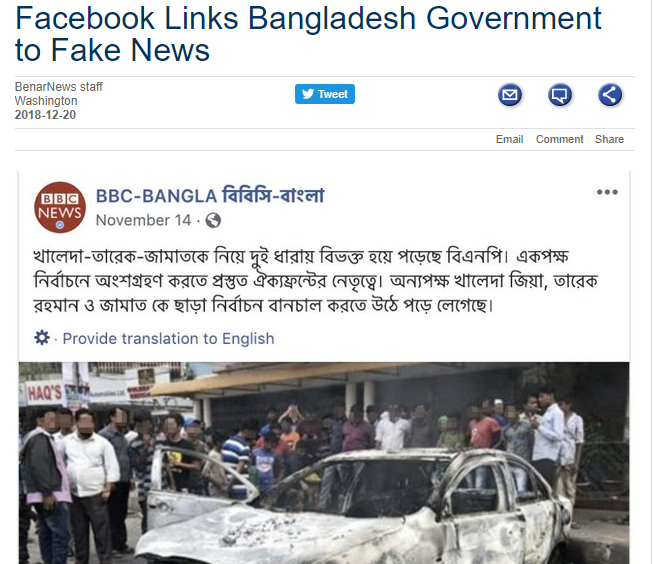 Facebook Links Bangladesh Government
to Fake News
BenarNews staff
Washington
2018-12-20
Tweet
Email Comment Share
BBC
NEWS
BBC-BANGLA বিবিসি-বাংলা
November 14 ·
খালেদা-তারেক-জামাতকে নিয়ে দুই ধারায় বিভক্ত হয়ে পড়েছে বিএনপি। একপক্ষ
নির্বাচনে অংশগ্রহণ করতে প্রস্তুত ঐক্যফ্রন্টের নেতৃত্বে। অন্যপক্ষ খালেদা জিয়া, তারেক
রহমান ও জামাত কে ছাড়া নির্বাচন বানচাল করতে উঠে পড়ে লেগেছে।
· Provide translation to English
HAQ'S